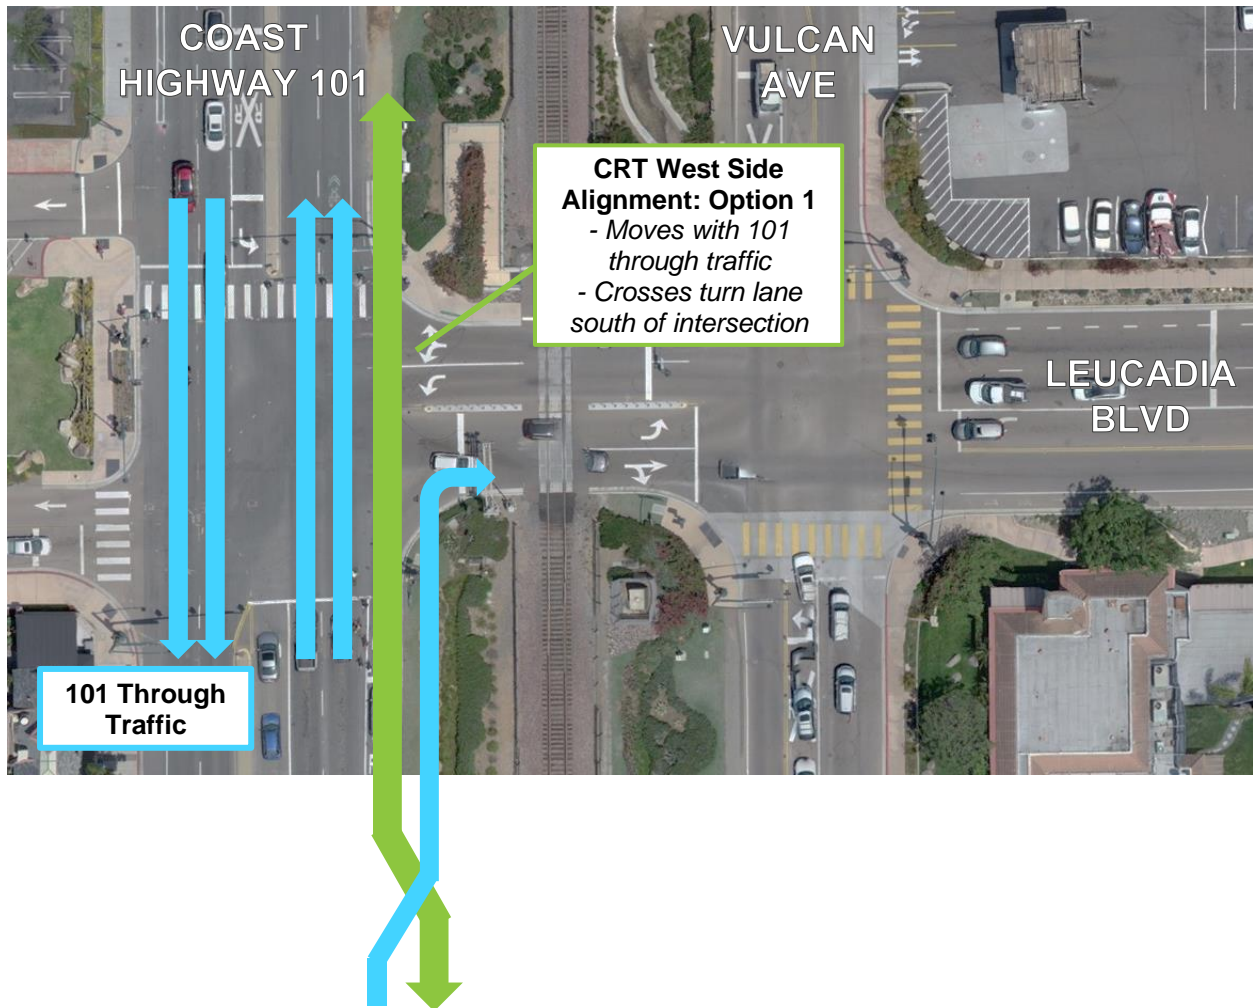 COAST
HIGHWAY 101
VULCAN
AVE
CRT West Side
Alignment: Option 1
- Moves with 101
through traffic
- Crosses turn lane
south of intersection
LEUCADIA
BLVD
101 Through
Traffic